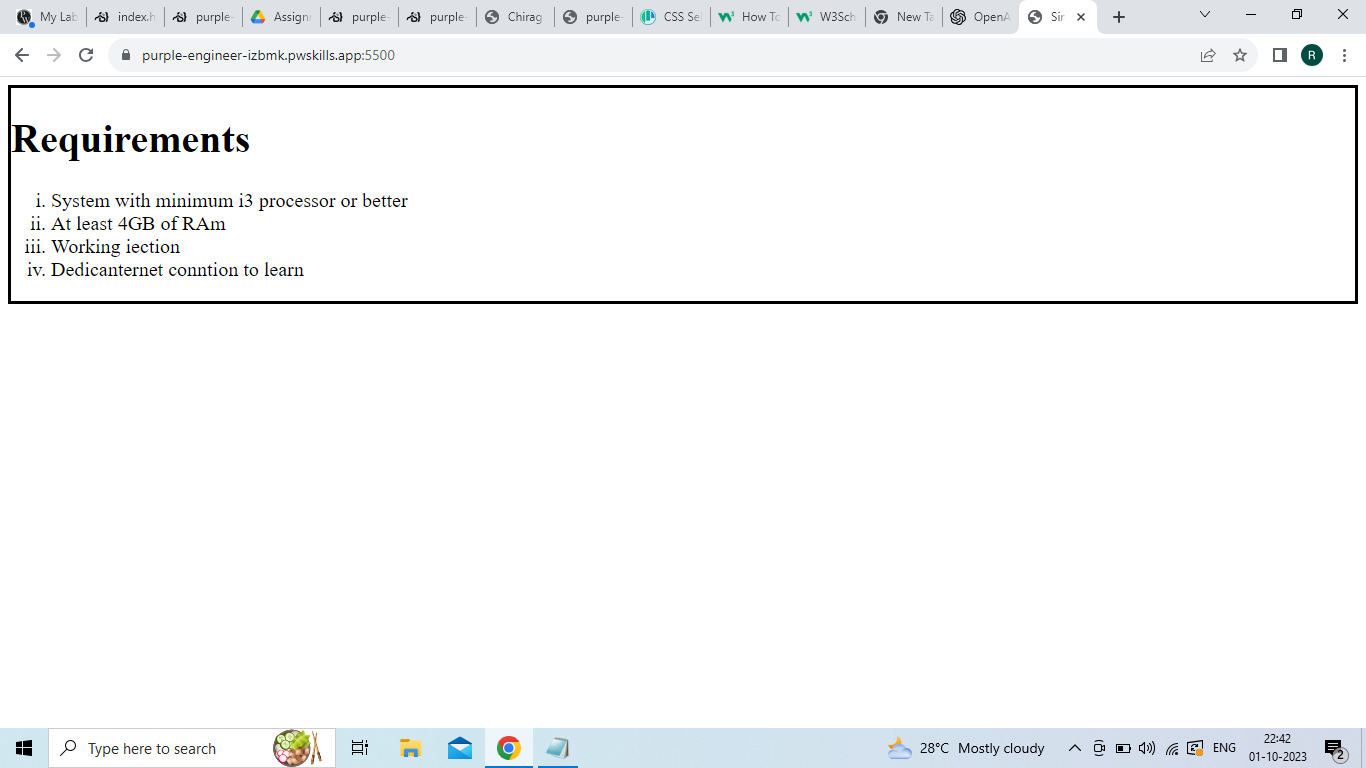 My Lab
index.h
purple-
Assignr
purple-
purple-
Chirag
purple-
CSS Sel
How To
W3Sch
New Ta
OpenA
Sir
purple-engineer-izbmk.pwskills.app:5500
R
Requirements
i. System with minimum i3 processor or better
ii. At least 4GB of RAm
iii. Working iection
iv. Dedicanternet conntion to learn
Type here to search
28°C Mostly cloudy
ENG
22:42
01-10-2023
2